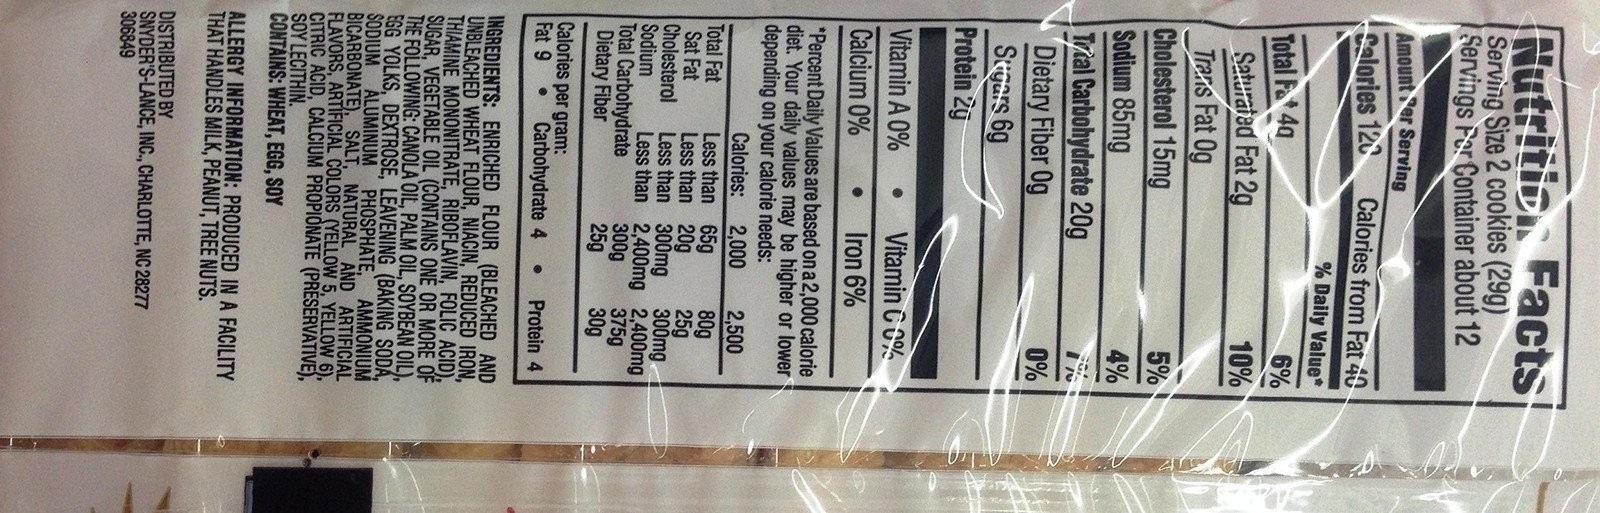 Nutrition Facts
Serving Size 2 cookies (29g)
Servings Per Container about 12
Amount Per Serving
Calories 120 Calories from Fat 40
% Daily Value*
Total Fat 4g 6%
Saturated Fat 2g 10%
Trans Fat 0g
Cholesterol 15mg 5%
Sodium 85mg 4%
Total Carbohydrate 20g 7%
Dietary Fiber 0g 0%
Sugars 6g
Protein 2g
Vitamin A 0% • Vitamin C 0%
Calcium 0% • Iron 6%
*Percent Daily Values are based on a 2,000 calorie
diet. Your daily values may be higher or lower
depending on your calorie needs:
Calories: 2,000 2,500
Total Fat Less than 65g 80g
Sat Fat Less than 20g 25g
Cholesterol Less than 300mg 300mg
Sodium Less than 2,400mg 2,400mg
Total Carbohydrate 300g 375g
Dietary Fiber 25g 30g
Calories per gram:
Fat 9 • Carbohydrate 4 • Protein 4
INGREDIENTS: ENRICHED FLOUR (BLEACHED AND
UNBLEACHED WHEAT FLOUR, NIACIN, REDUCED IRON,
THIAMINE MONONITRATE, RIBOFLAVIN, FOLIC ACID),
SUGAR, VEGETABLE OIL (CONTAINS ONE OR MORE OF
THE FOLLOWING: CANOLA OIL, PALM OIL, SOYBEAN OIL),
EGG YOLKS, DEXTROSE, LEAVENING (BAKING SODA,
SODIUM ALUMINUM PHOSPHATE, AMMONIUM
BICARBONATE), SALT, NATURAL AND ARTIFICIAL
FLAVORS, ARTIFICIAL COLORS (YELLOW 5, YELLOW 6),
CITRIC ACID, CALCIUM PROPIONATE (PRESERVATIVE),
SOY LECITHIN.
CONTAINS: WHEAT, EGG, SOY
ALLERGY INFORMATION: PRODUCED IN A FACILITY
THAT HANDLES MILK, PEANUT, TREE NUTS.
DISTRIBUTED BY
SNYDER'S-LANCE, INC., CHARLOTTE, NC 28277
306849